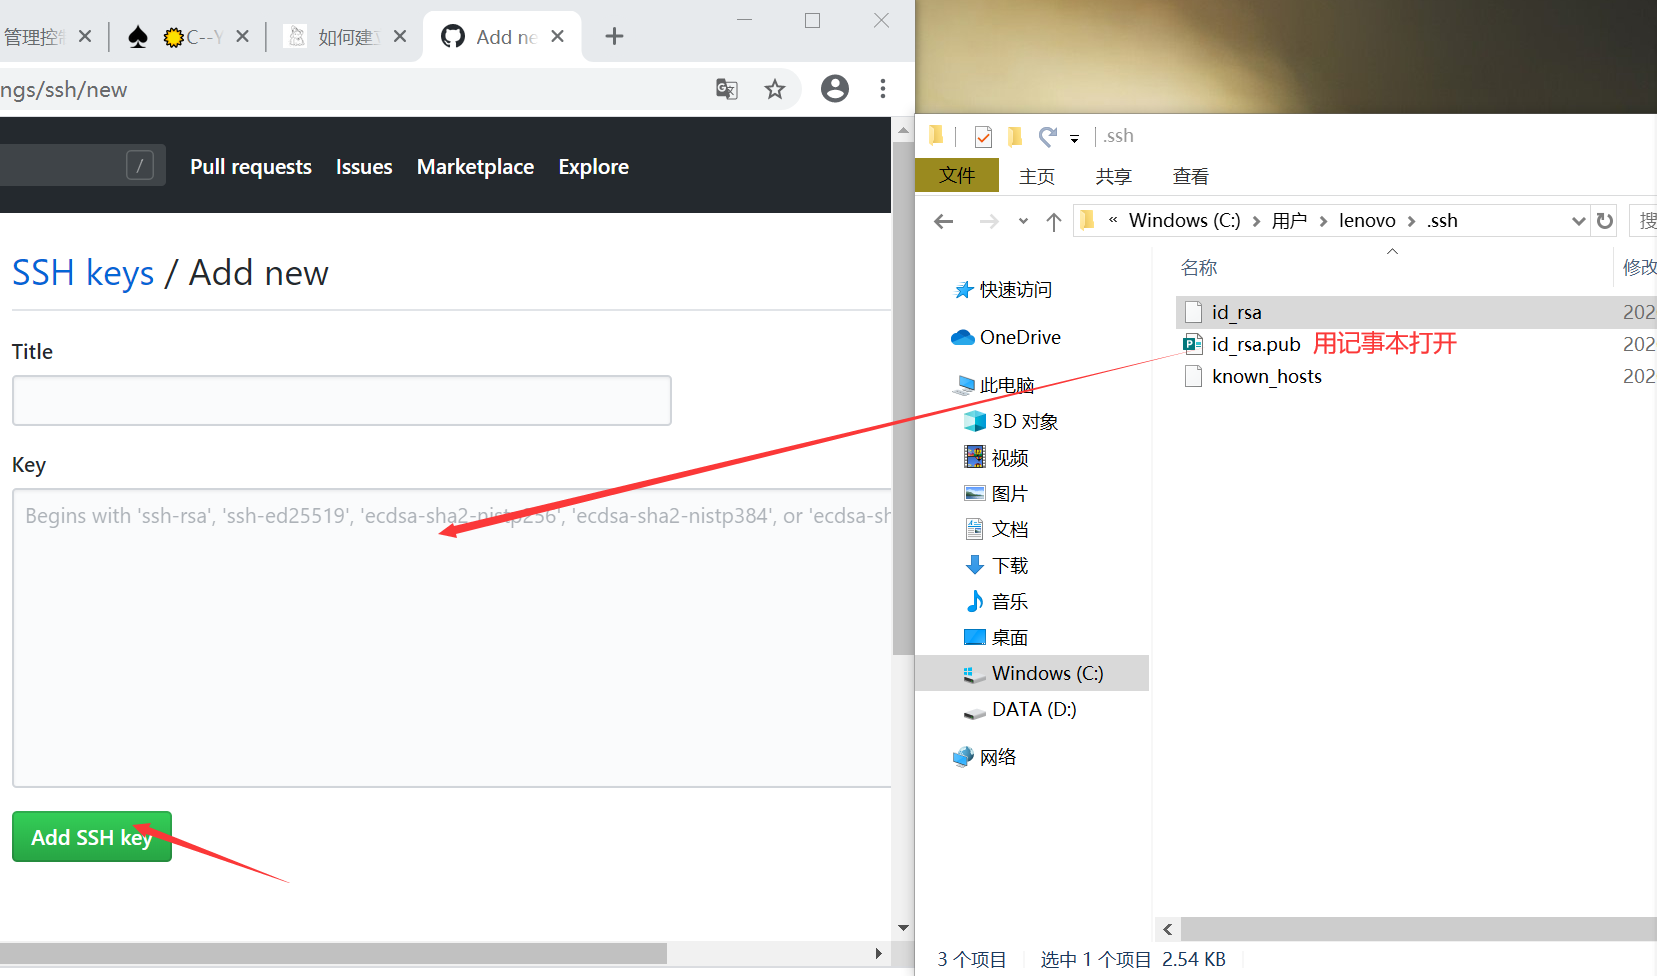 管理控
C--Y
如何建立
Add ne
ngs/ssh/new
/
Pull requests
Issues
Marketplace
Explore
SSH keys / Add new
Title
Key
Begins with 'ssh-rsa', 'ssh-ed25519', 'ecdsa-sha2-nistp256', 'ecdsa-sha2-nistp384', or 'ecdsa-sh
Add SSH key
.ssh
文件
主页
共享
查看
« Windows (C:) > 用户 > lenovo > .ssh
搜
名称
修改
快速访问
OneDrive
此电脑
3D 对象
视频
图片
文档
下载
音乐
桌面
Windows (C:)
DATA (D:)
网络
id_rsa
202
id_rsa.pub
用记事本打开
202
known_hosts
202
3 个项目
选中 1 个项目 2.54 KB